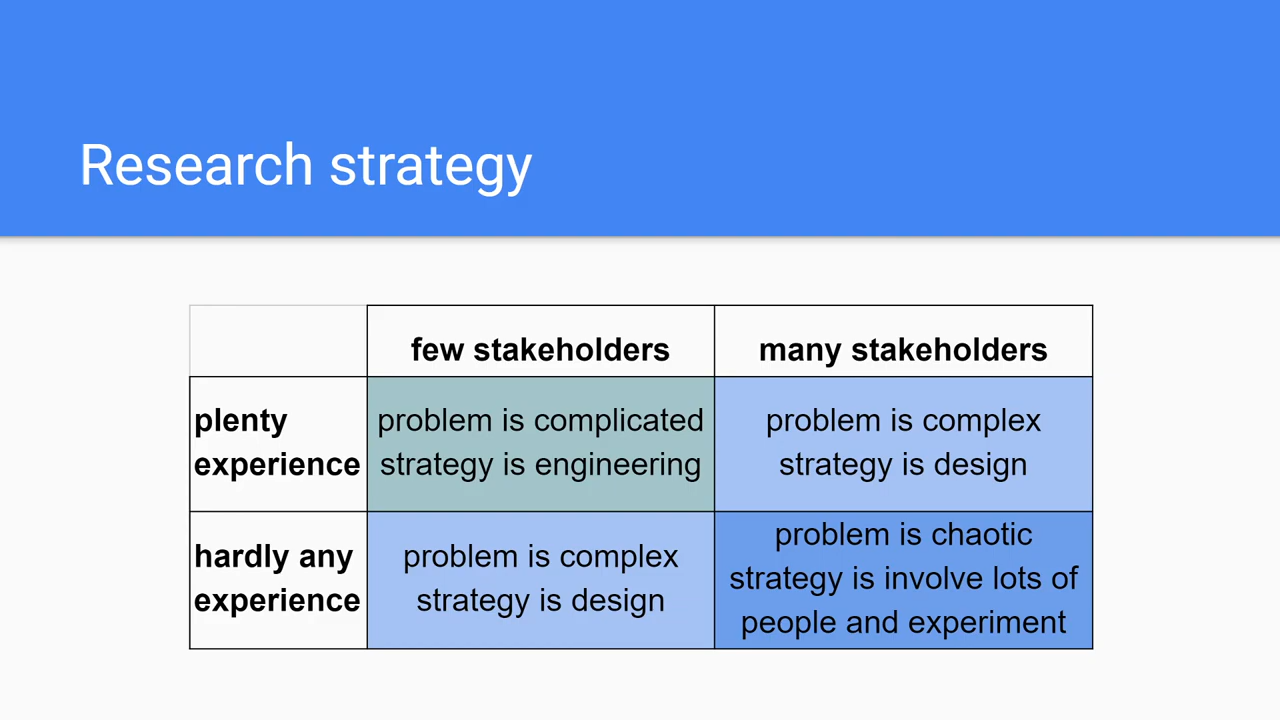 Research strategy
few stakeholders
many stakeholders
plenty
experience
problem is complicated
strategy is engineering
problem is complex
strategy is design
hardly any
experience
problem is complex
strategy is design
problem is chaotic
strategy is involve lots of
people and experiment